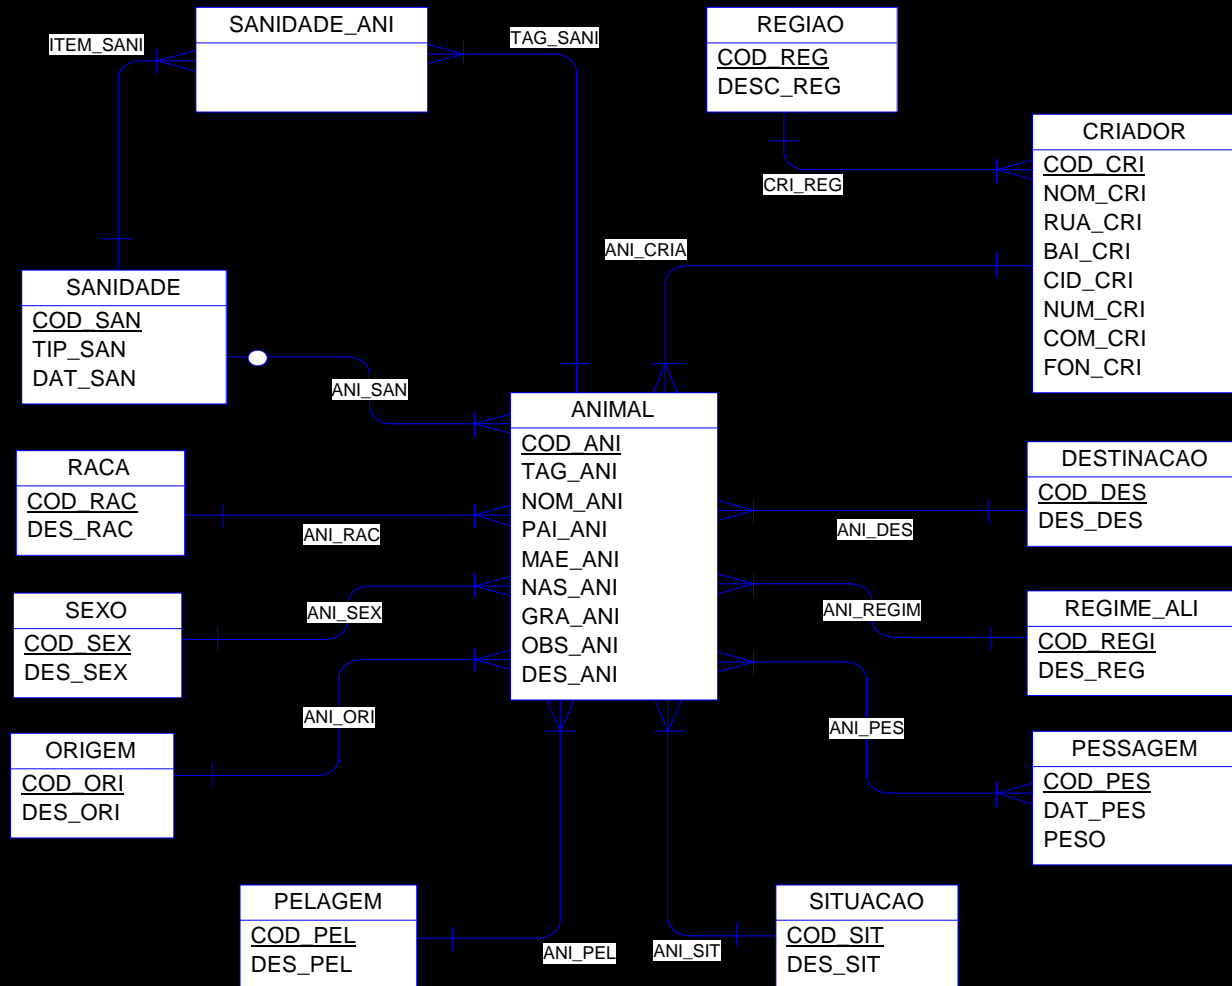 SANIDADE_ANI
ITEM_SANI
TAG_SANI
REGIAO
COD_REG
DESC_REG
CRI_REG
CRIADOR
COD_CRI
NOM_CRI
RUA_CRI
BAI_CRI
CID_CRI
NUM_CRI
COM_CRI
FON_CRI
ANI_CRIA
SANIDADE
COD_SAN
TIP_SAN
DAT_SAN
ANI_SAN
ANIMAL
COD_ANI
TAG_ANI
NOM_ANI
PAI_ANI
MAE_ANI
NAS_ANI
GRA_ANI
OBS_ANI
DES_ANI
RACA
COD_RAC
DES_RAC
ANI_RAC
DESTINACAO
COD_DES
DES_DES
ANI_DES
SEXO
COD_SEX
DES_SEX
ANI_SEX
REGIME_ALI
COD_REGI
DES_REG
ANI_REGIM
ORIGEM
COD_ORI
DES_ORI
ANI_ORI
PESSAGEM
COD_PES
DAT_PES
PESO
ANI_PES
PELAGEM
COD_PEL
DES_PEL
ANI_PEL
SITUACAO
COD_SIT
DES_SIT
ANI_SIT